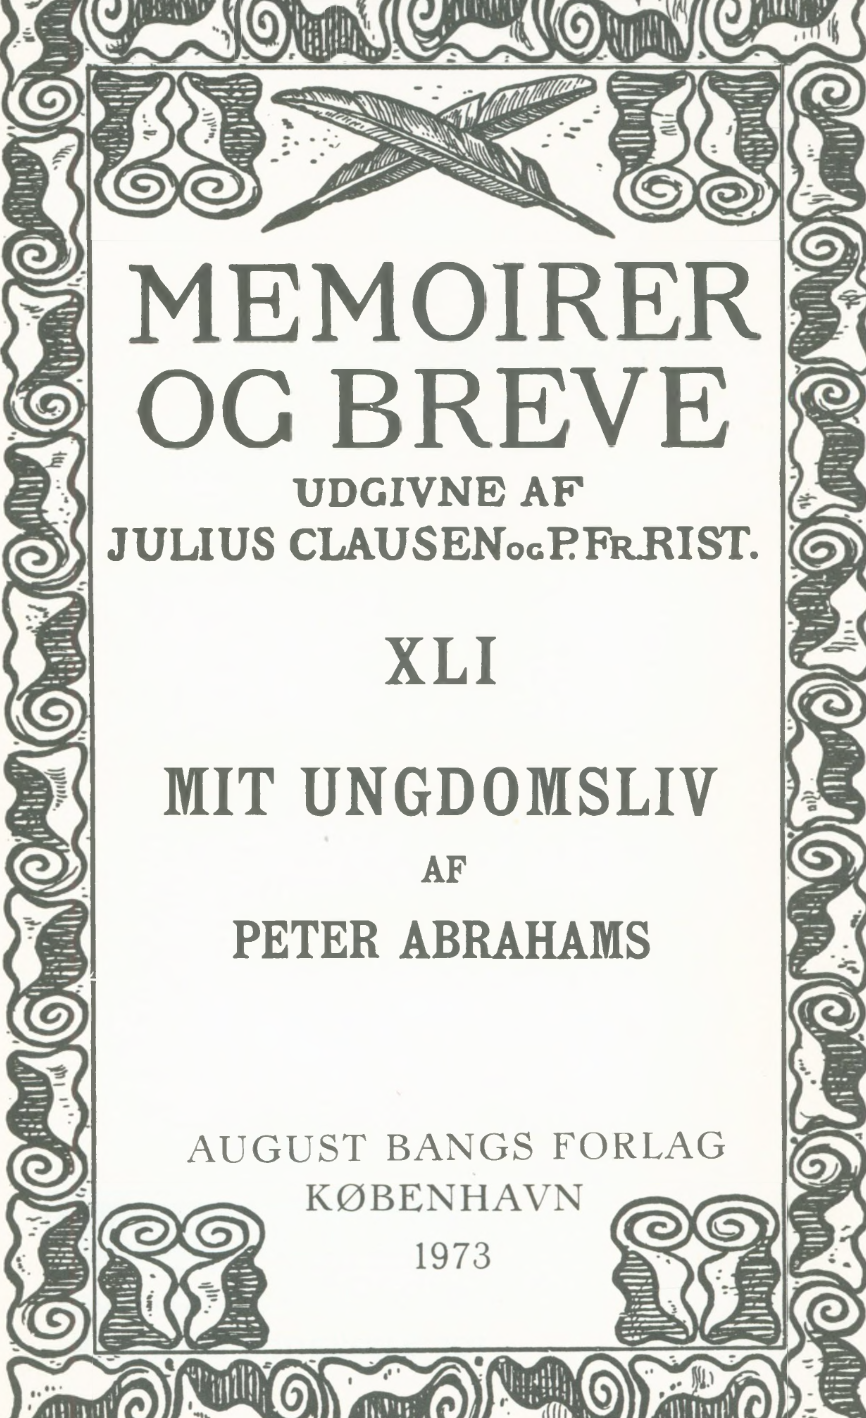 MEMOIRER
OG BREVE
UDGIVNE AF
JULIUS CLAUSEN OG P. FR. RIST.
XLI
MIT UNGDOMSLIV
AF
PETER ABRAHAMS
AUGUST BANGS FORLAG
KØBENHAVN
1973